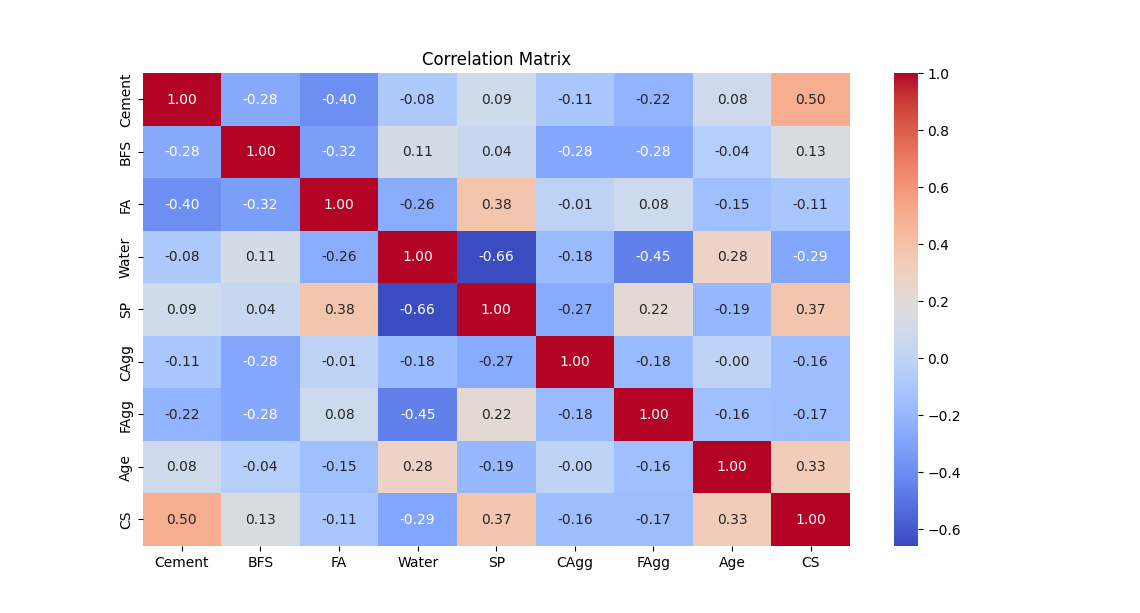 Correlation Matrix
Cement 1.00 -0.28 -0.40 -0.08 0.09 -0.11 -0.22 0.08 0.50
BFS -0.28 1.00 -0.32 0.11 0.04 -0.28 -0.28 -0.04 0.13
FA -0.40 -0.32 1.00 -0.26 0.38 -0.01 0.08 -0.15 -0.11
Water -0.08 0.11 -0.26 1.00 -0.66 -0.18 -0.45 0.28 -0.29
SP 0.09 0.04 0.38 -0.66 1.00 -0.27 0.22 -0.19 0.37
CAgg -0.11 -0.28 -0.01 -0.18 -0.27 1.00 -0.18 -0.00 -0.16
FAgg -0.22 -0.28 0.08 -0.45 0.22 -0.18 1.00 -0.16 -0.17
Age 0.08 -0.04 -0.15 0.28 -0.19 -0.00 -0.16 1.00 0.33
CS 0.50 0.13 -0.11 -0.29 0.37 -0.16 -0.17 0.33 1.00
Cement BFS FA Water SP CAgg FAgg Age CS
1.0
0.8
0.6
0.4
0.2
0.0
−0.2
−0.4
−0.6